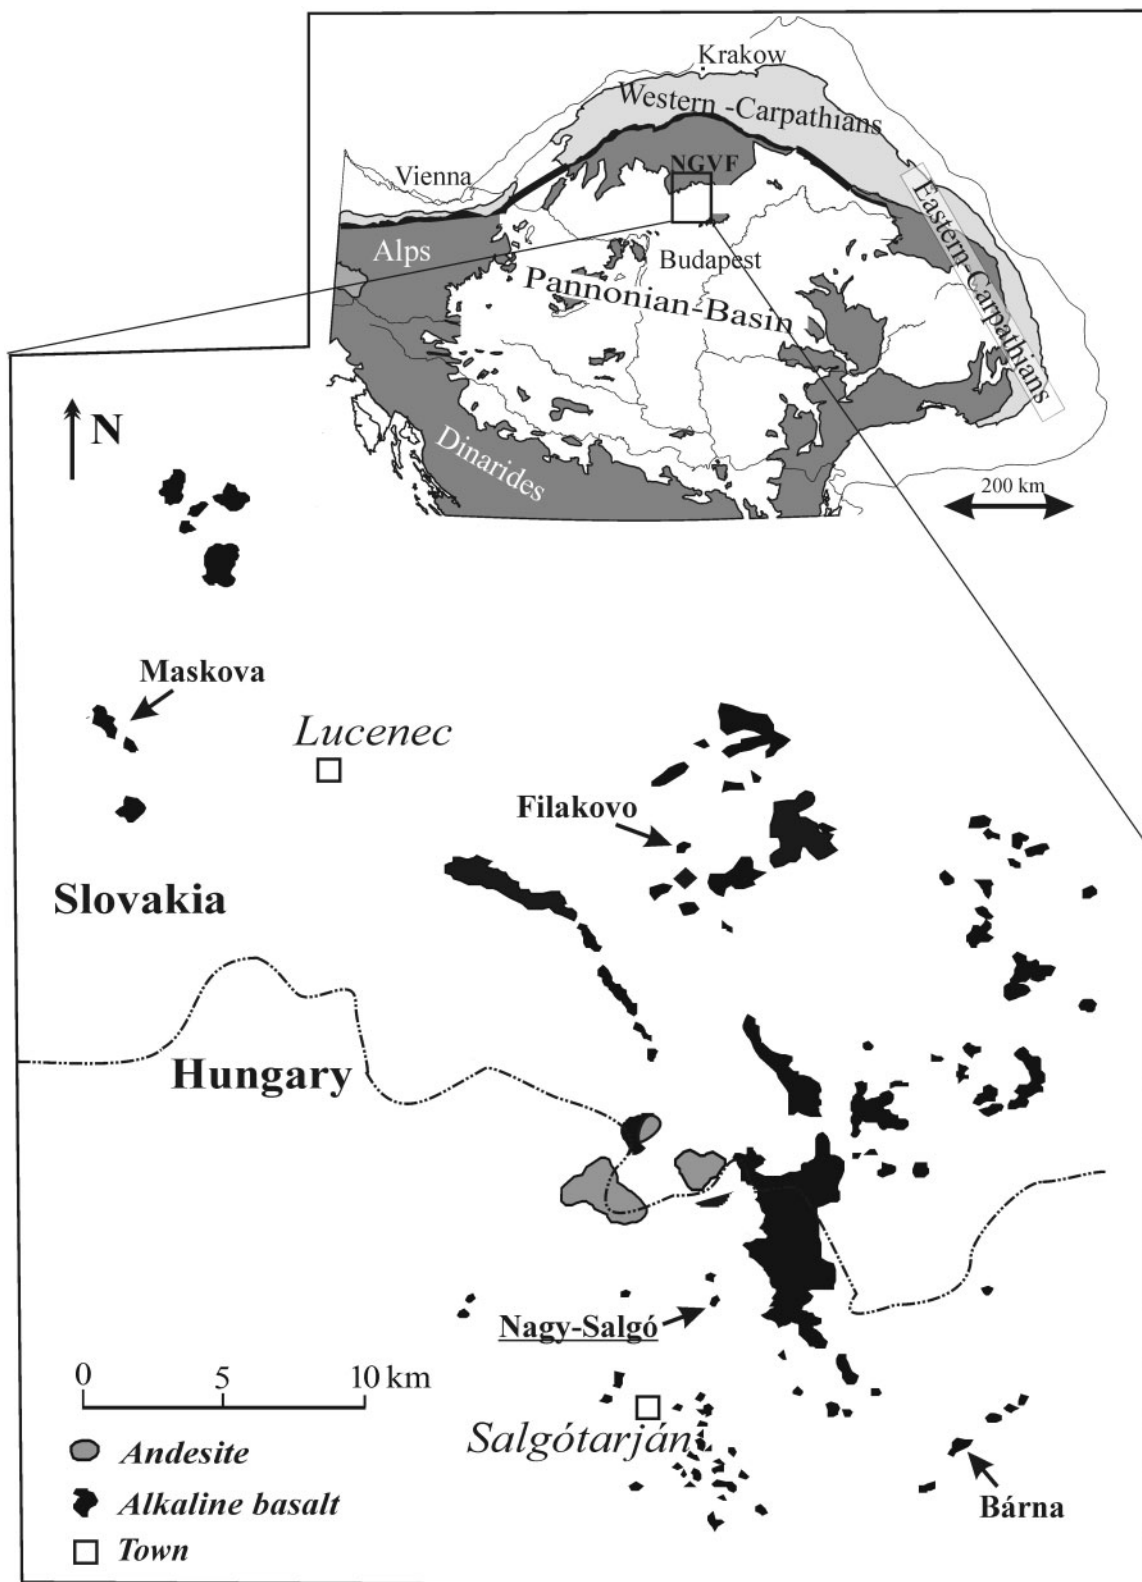 Krakow
Western -Carpathians
NGVF
Vienna
Eastern-Carpathians
Alps
Budapest
Pannonian-Basin
Dinarides
200 km
N
Maskova
Lucenec
Filakovo
Slovakia
Hungary
Nagy-Salgó
0 5 10 km
Salgótarján
Andesite
Alkaline basalt
Bárna
Town